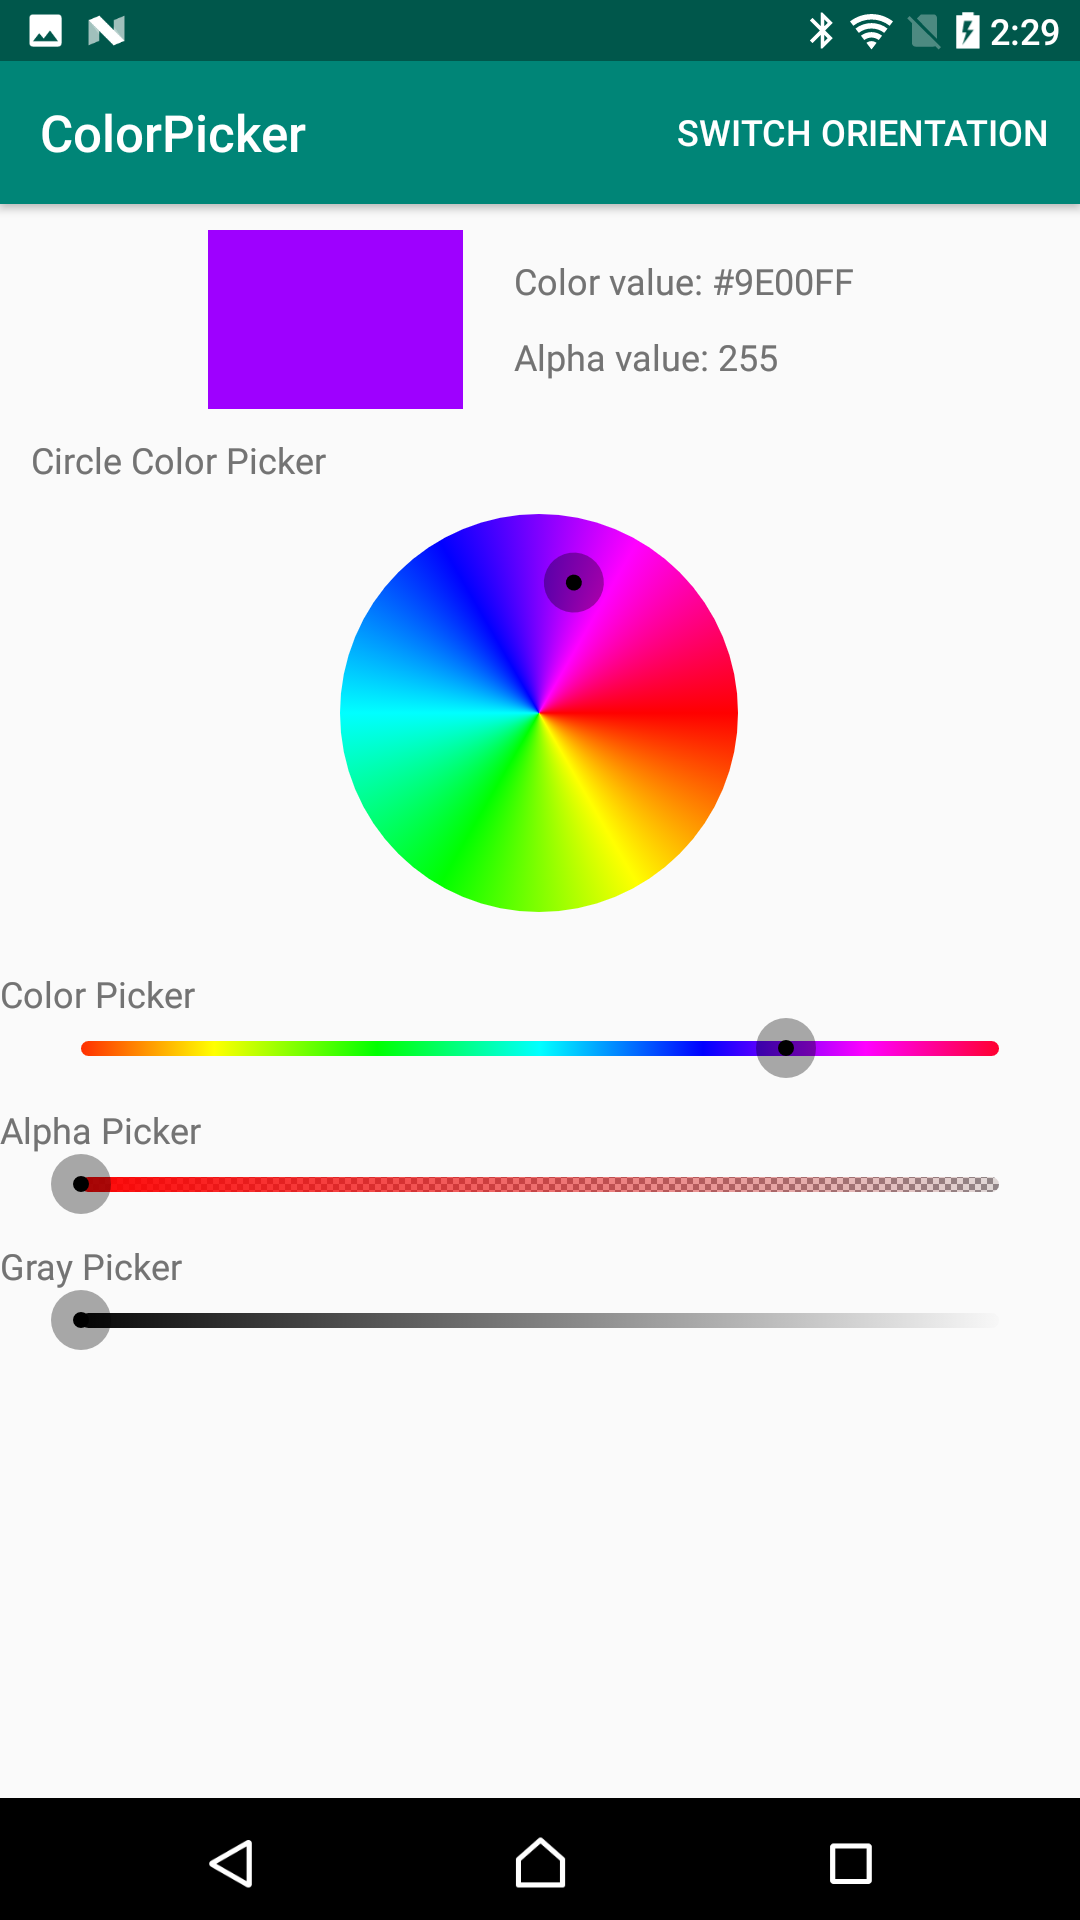 2:29
ColorPicker
SWITCH ORIENTATION
Color value: #9E00FF
Alpha value: 255
Circle Color Picker
Color Picker
Alpha Picker
Gray Picker